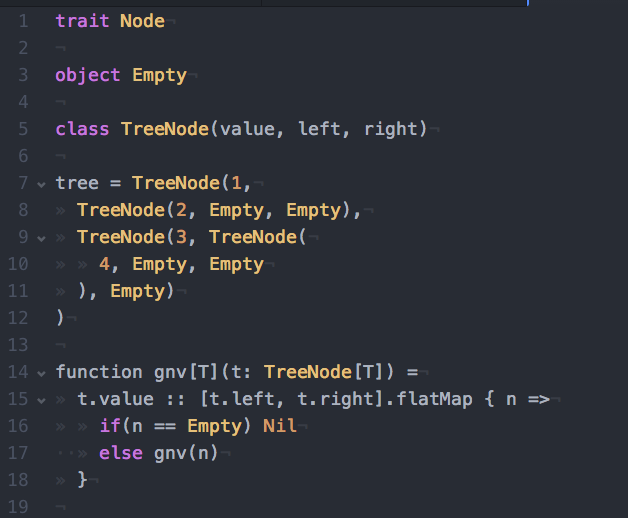 1 trait Node¬
2 ¬
3 object Empty¬
4 ¬
5 class TreeNode(value, left, right)¬
6 ¬
7 tree = TreeNode(1,¬
8 » TreeNode(2, Empty, Empty),¬
9 » TreeNode(3, TreeNode(¬
10 » » 4, Empty, Empty¬
11 » ), Empty)¬
12 )¬
13 ¬
14 function gnv[T](t: TreeNode[T]) =¬
15 » t.value :: [t.left, t.right].flatMap { n =>¬
16 » » if(n == Empty) Nil¬
17 ··» else gnv(n)¬
18 » }¬
19 ¬